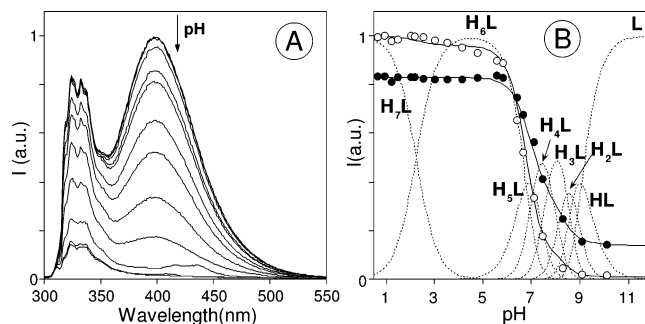 A
pH
1
I (a.u.)
0
300 350 400 450 500 550
Wavelength(nm)
B
H6L
L
1
H7L
H4L
H3L
H2L
H5L
HL
I(a.u.)
0
1 3 5 7 9 11
pH